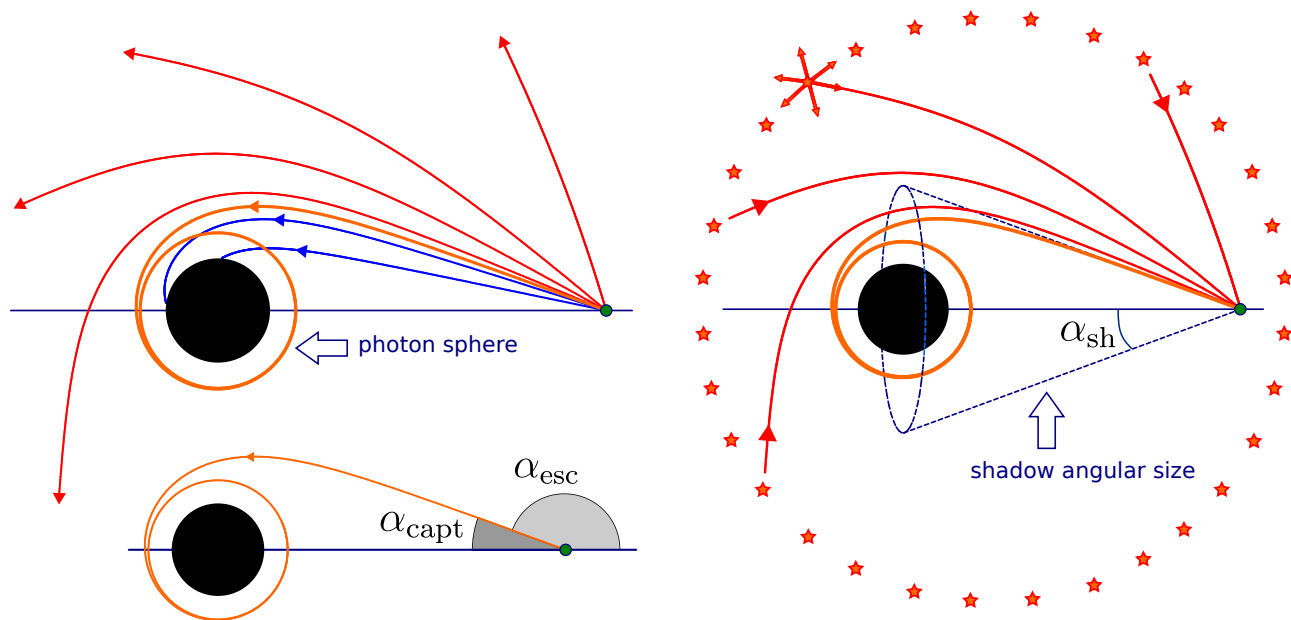 photon sphere
α_esc
α_capt
α_sh
shadow angular size